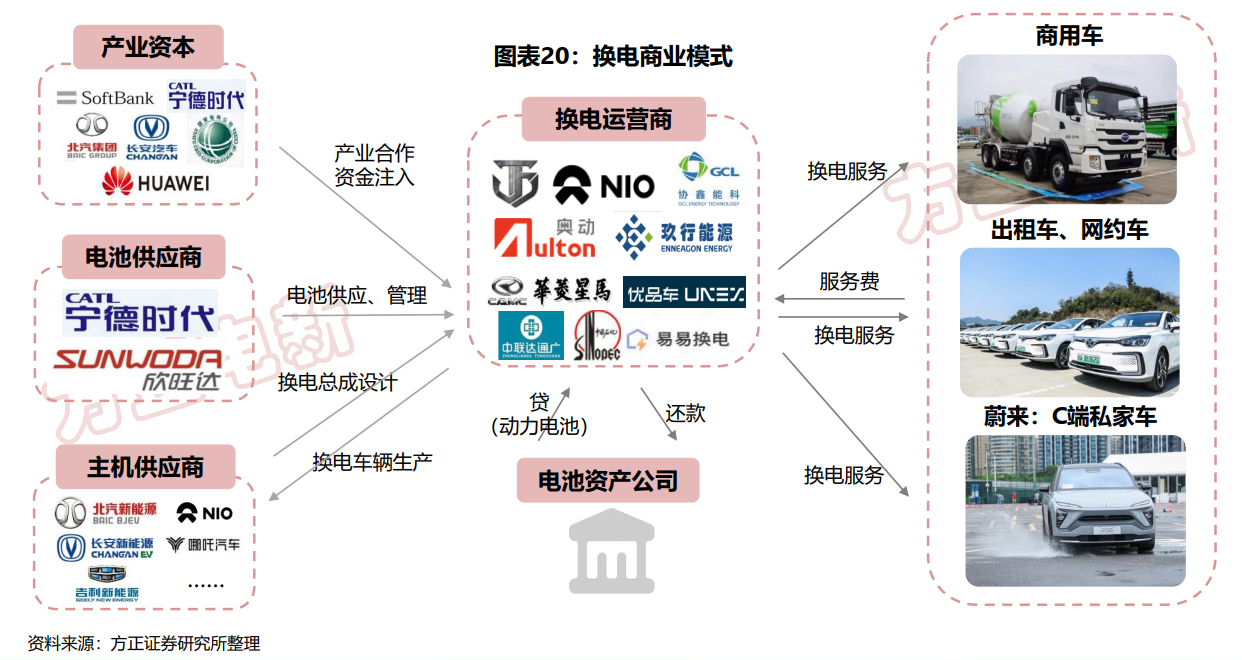 图表20：换电商业模式
产业资本
SoftBank
CATL
宁德时代
北汽集团
BAIC GROUP
长安汽车
CHANGAN
HUAWEI
产业合作
资金注入
电池供应商
CATL
宁德时代
SUNWODA
欣旺达
电池供应、管理
主机供应商
北汽新能源
BAIC BJEV
NIO
长安新能源
CHANGAN EV
哪吒汽车
吉利新能源
GEELY NEW ENERGY
……
换电总成设计
换电车辆生产
换电运营商
NIO
GCL
协鑫能科
GCL ENERGY TECHNOLOGY
奥动
Aulton
玖行能源
ENNEAGON ENERGY
CAMC
華菱星馬
优品车 UNEX
中联达通广
ZHONGLIANDA TONGGUANG
SINOPEC
易易换电
贷
（动力电池）
还款
电池资产公司
换电服务
服务费
换电服务
换电服务
商用车
出租车、网约车
蔚来：C端私家车
方正电新
资料来源：方正证券研究所整理